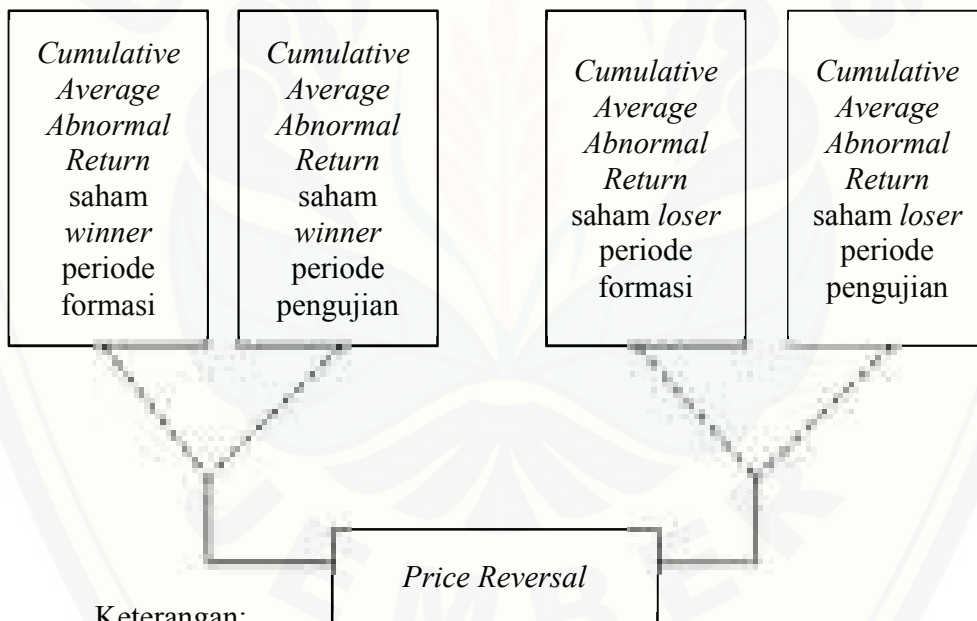 Cumulative
Average
Abnormal
Return
saham
winner
periode
formasi
Cumulative
Average
Abnormal
Return
saham
winner
periode
pengujian
Cumulative
Average
Abnormal
Return
saham loser
periode
formasi
Cumulative
Average
Abnormal
Return
saham loser
periode
pengujian
Price Reversal
Keterangan: